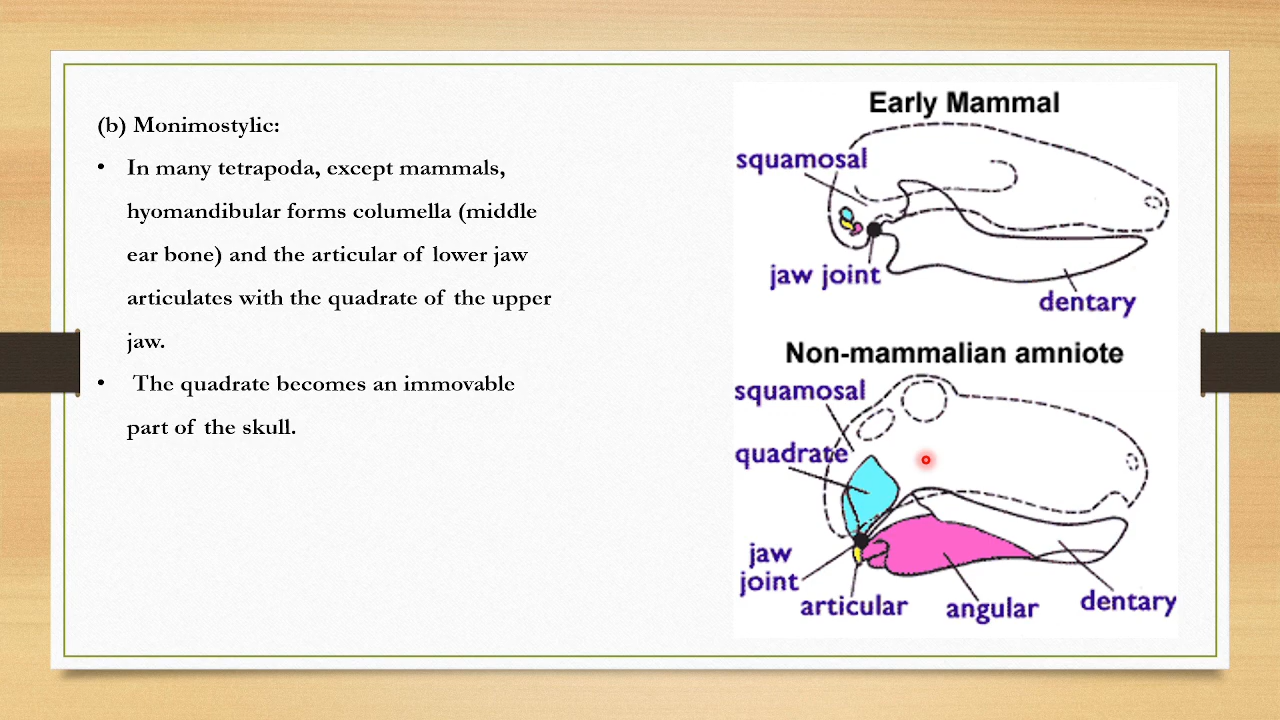 (b) Monimostylic:
• In many tetrapoda, except mammals,
hyomandibular forms columella (middle
ear bone) and the articular of lower jaw
articulates with the quadrate of the upper
jaw.
• The quadrate becomes an immovable
part of the skull.
Early Mammal
squamosal
jaw joint
dentary
Non-mammalian amniote
squamosal
quadrate
jaw
joint
articular
angular
dentary